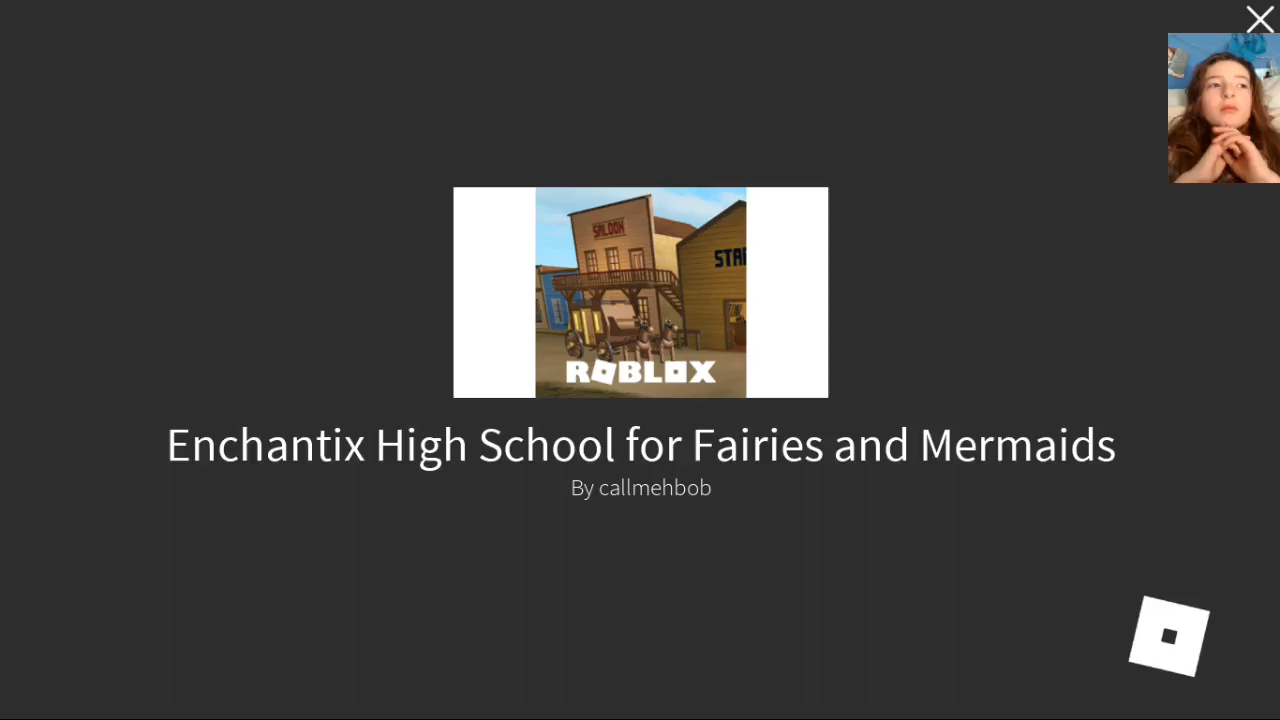 SALOON
STA
ROBLOX
Enchantix High School for Fairies and Mermaids
By callmehbob